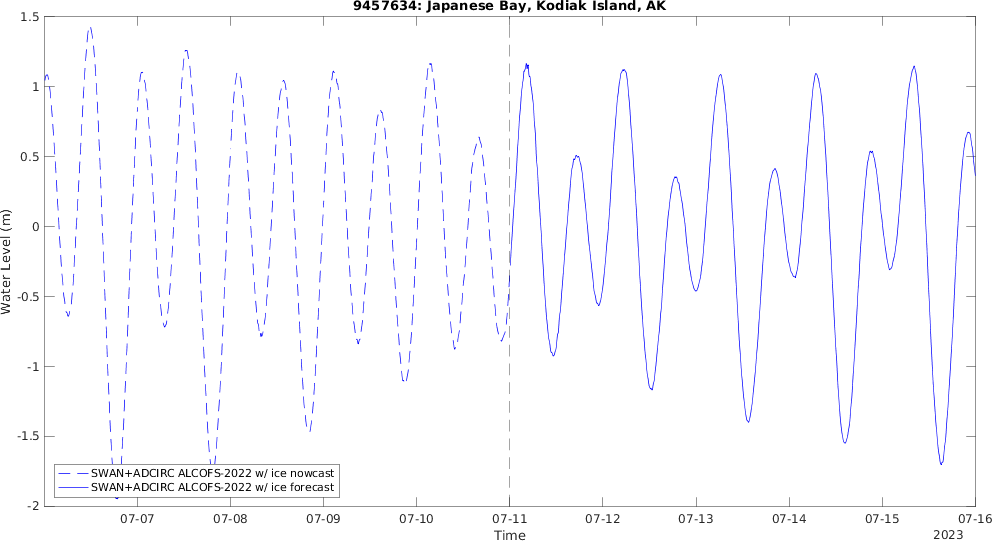 9457634: Japanese Bay, Kodiak Island, AK
1.5
1
0.5
0
-0.5
-1
-1.5
-2
Water Level (m)
SWAN+ADCIRC ALCOFS-2022 w/ ice nowcast
SWAN+ADCIRC ALCOFS-2022 w/ ice forecast
07-07 07-08 07-09 07-10 07-11 07-12 07-13 07-14 07-15 07-16
Time
2023